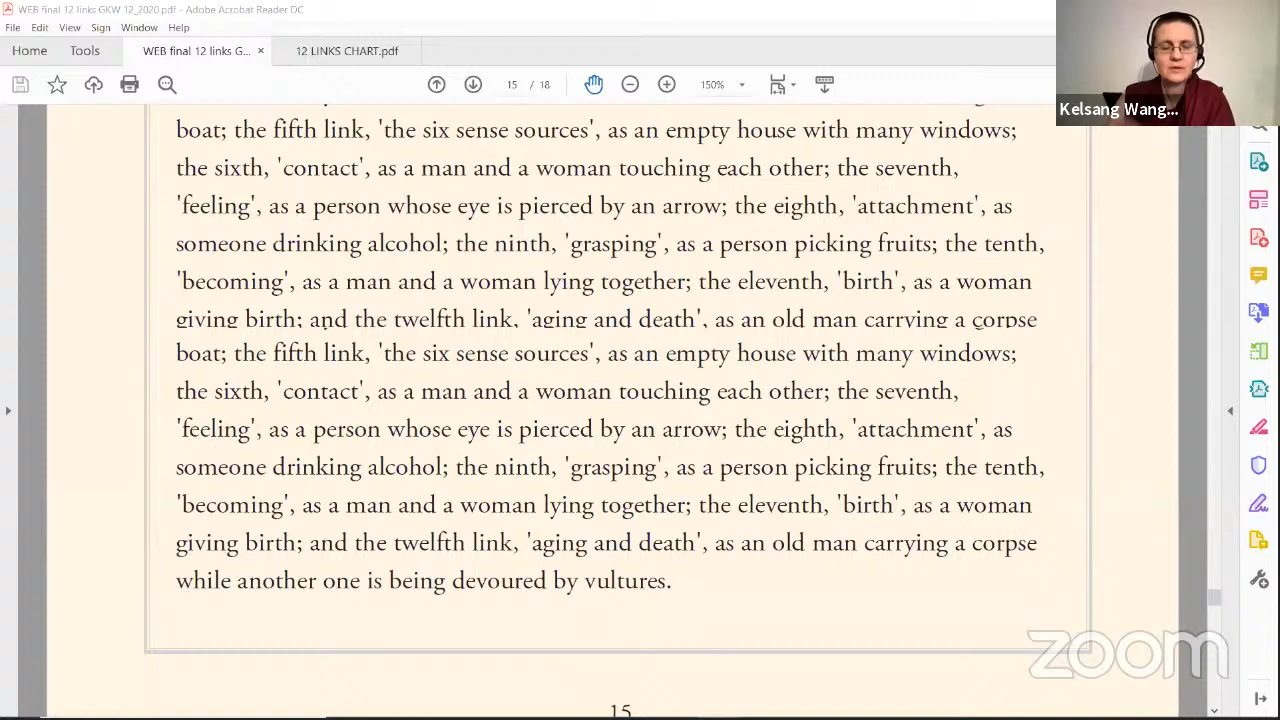 WEB final 12 links GKW 12_2020.pdf - Adobe Acrobat Reader DC
File Edit View Sign Window Help
Home Tools WEB final 12 links G... × 12 LINKS CHART.pdf
15 / 18 150%
Kelsang Wang...
boat; the fifth link, 'the six sense sources', as an empty house with many windows;
the sixth, 'contact', as a man and a woman touching each other; the seventh,
'feeling', as a person whose eye is pierced by an arrow; the eighth, 'attachment', as
someone drinking alcohol; the ninth, 'grasping', as a person picking fruits; the tenth,
'becoming', as a man and a woman lying together; the eleventh, 'birth', as a woman
giving birth; and the twelfth link, 'aging and death', as an old man carrying a corpse
boat; the fifth link, 'the six sense sources', as an empty house with many windows;
the sixth, 'contact', as a man and a woman touching each other; the seventh,
'feeling', as a person whose eye is pierced by an arrow; the eighth, 'attachment', as
someone drinking alcohol; the ninth, 'grasping', as a person picking fruits; the tenth,
'becoming', as a man and a woman lying together; the eleventh, 'birth', as a woman
giving birth; and the twelfth link, 'aging and death', as an old man carrying a corpse
while another one is being devoured by vultures.
zoom
15